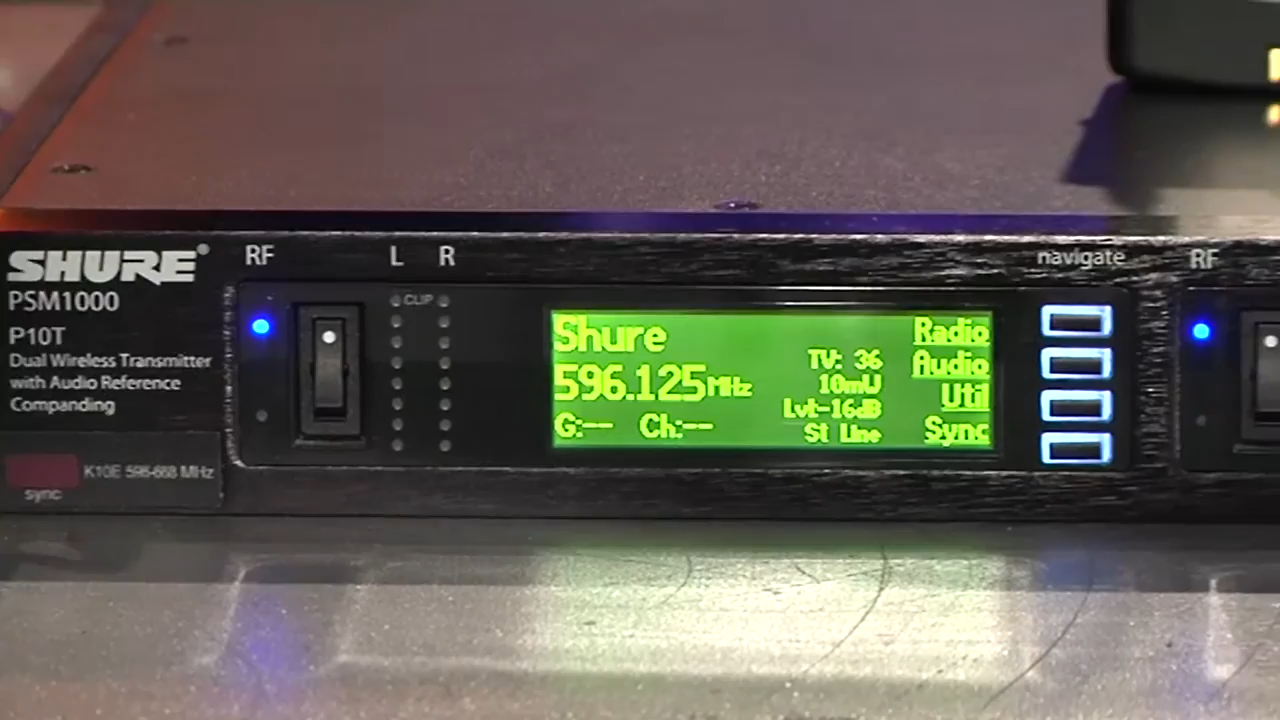 SHURE®
PSM1000
P10T
Dual Wireless Transmitter
with Audio Reference
Companding
K10E 596-668 MHz
sync
RF
L R
CLIP
Shure
596.125MHz
G:-- Ch:--
TV: 36
10mW
Lvl-16dB
St Line
Radio
Audio
Util
Sync
navigate
RF